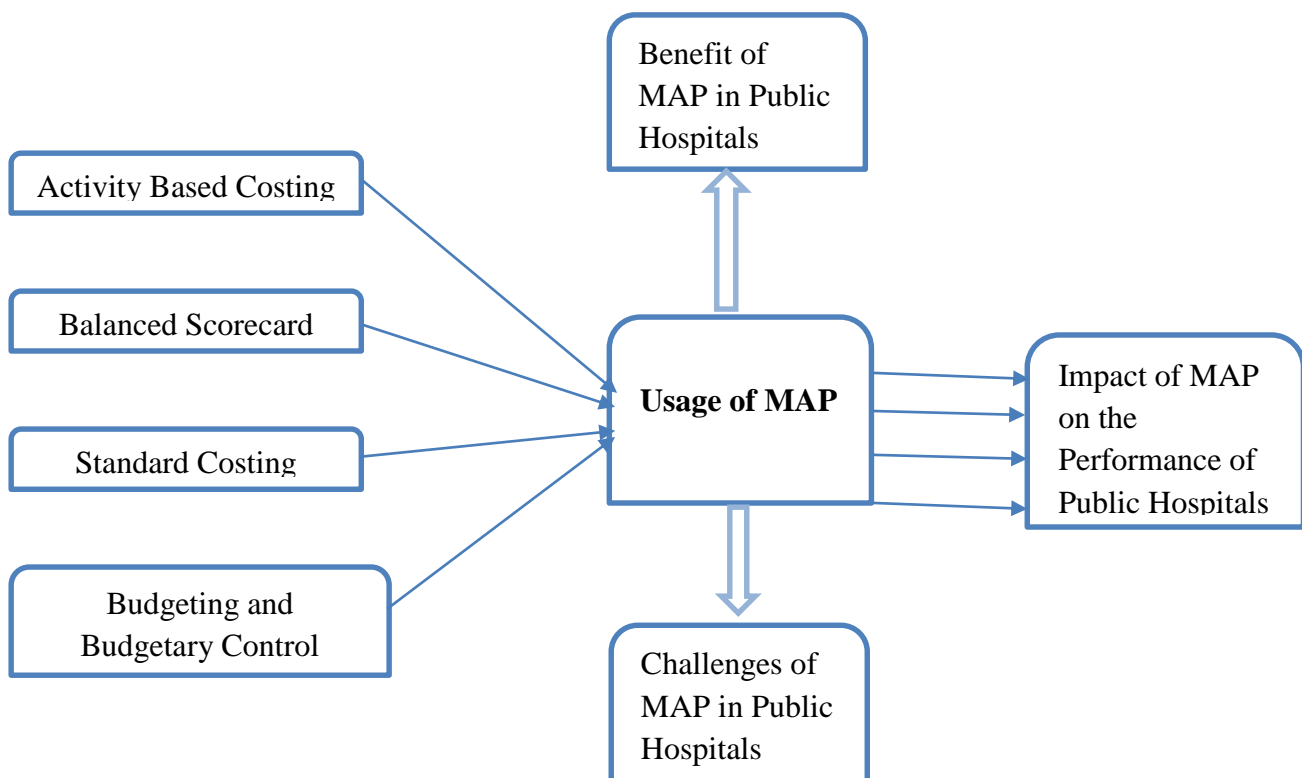 Benefit of
MAP in Public
Hospitals
Activity Based Costing
Balanced Scorecard
Standard Costing
Budgeting and
Budgetary Control
Usage of MAP
Impact of MAP
on the
Performance of
Public Hospitals
Challenges of
MAP in Public
Hospitals